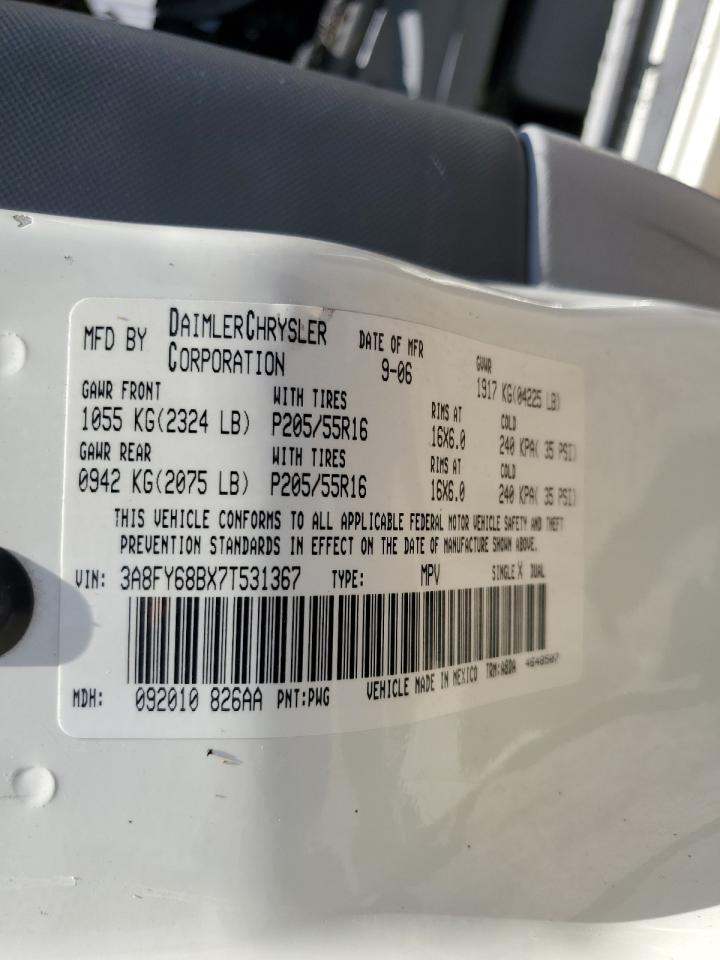 MFD BY DAIMLERCHRYSLER CORPORATION
DATE OF MFR 9-06
GVWR 1917 KG(04225 LB)
GAWR FRONT WITH TIRES RIMS AT COLD
1055 KG(2324 LB) P205/55R16 16X6.0 240 KPA( 35 PSI)
GAWR REAR WITH TIRES RIMS AT COLD
0942 KG(2075 LB) P205/55R16 16X6.0 240 KPA( 35 PSI)
THIS VEHICLE CONFORMS TO ALL APPLICABLE FEDERAL MOTOR VEHICLE SAFETY AND THEFT
PREVENTION STANDARDS IN EFFECT ON THE DATE OF MANUFACTURE SHOWN ABOVE.
VIN: 3A8FY68BX7T531367 TYPE: MPV SINGLE X DUAL
MDH: 092010 826AA PNT:PWG VEHICLE MADE IN MEXICO TRM:ABDA 4648507